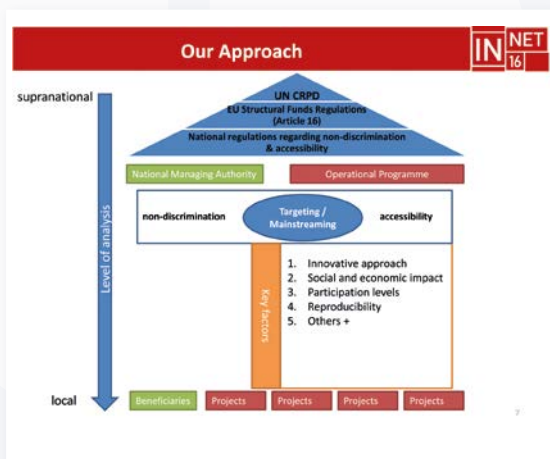 Our Approach
IN NET 16
supranational
UN CRPD
EU Structural Funds Regulations
(Article 16)
National regulations regarding non-discrimination
& accessibility
National Managing Authority
Operational Programme
Level of analysis
non-discrimination
Targeting /
Mainstreaming
accessibility
Key factors
1. Innovative approach
2. Social and economic impact
3. Participation levels
4. Reproducibility
5. Others +
local
Beneficiaries
Projects
Projects
Projects
Projects
7